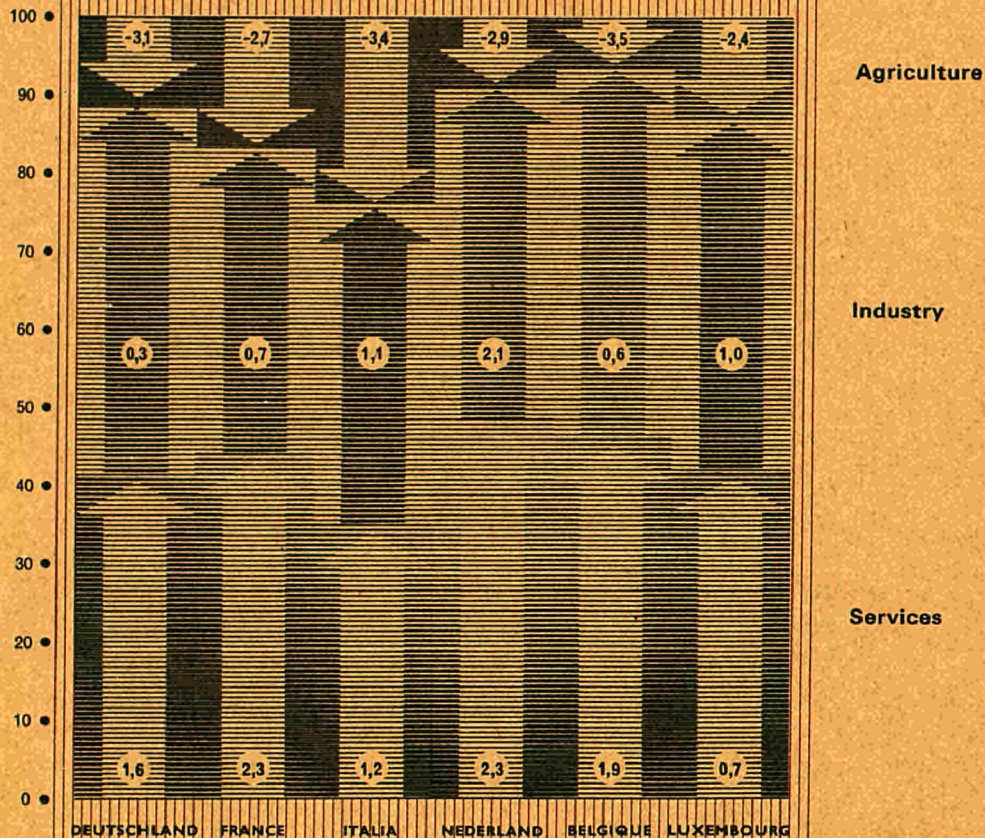 100
-3,1 -2,7 -3,4 -2,9 -3,5 -2,4
Agriculture
90
80
70
Industry
60
0,3 0,7 1,1 2,1 0,6 1,0
50
40
30
Services
20
10
1,6 2,3 1,2 2,3 1,9 0,7
0
DEUTSCHLAND FRANCE ITALIA NEDERLAND BELGIQUE LUXEMBOURG